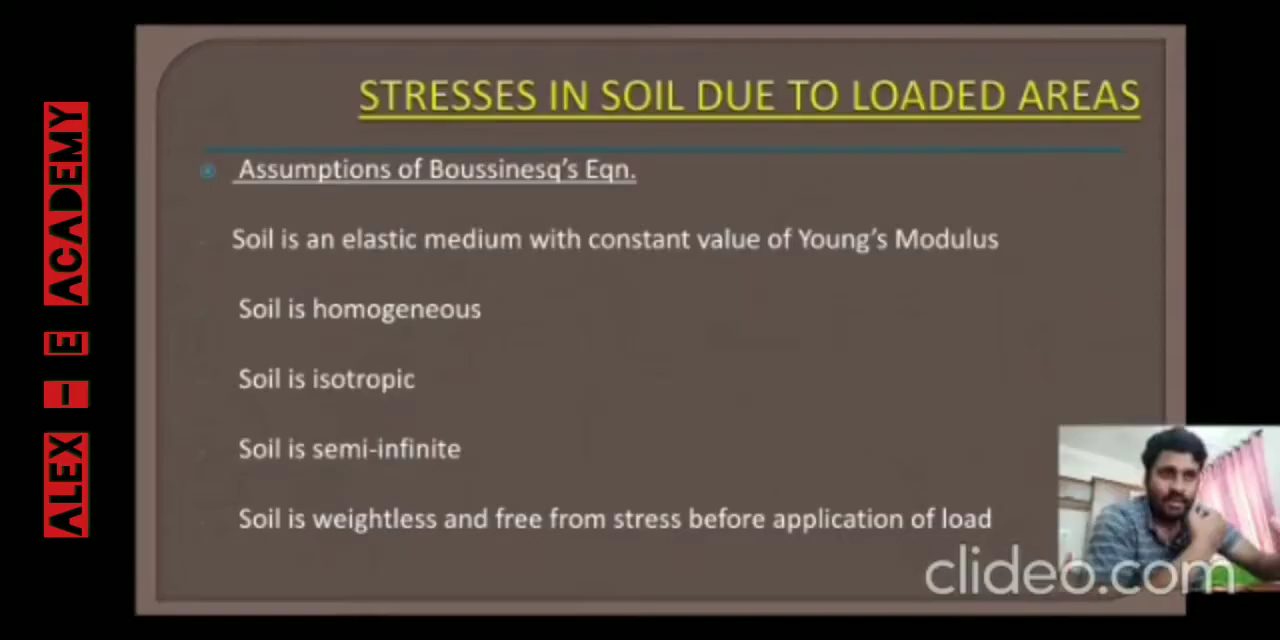 STRESSES IN SOIL DUE TO LOADED AREAS
Assumptions of Boussinesq's Eqn.
Soil is an elastic medium with constant value of Young's Modulus
Soil is homogeneous
Soil is isotropic
Soil is semi-infinite
Soil is weightless and free from stress before application of load
ALEX - E ACADEMY
clideo.com